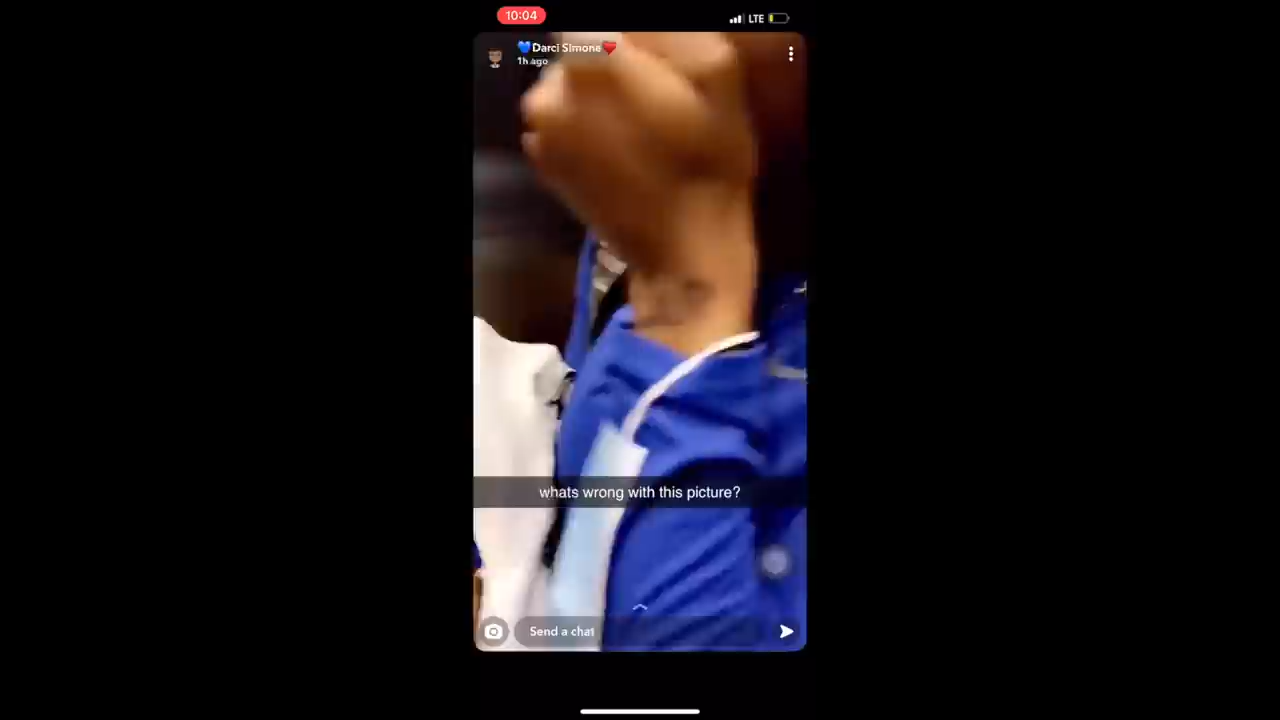 10:04
LTE
💙Darci Simone❤️
1h ago
whats wrong with this picture?
Send a chat